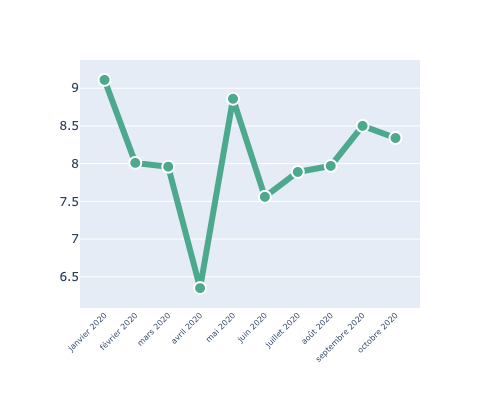 9
8.5
8
7.5
7
6.5
janvier 2020
février 2020
mars 2020
avril 2020
mai 2020
juin 2020
juillet 2020
août 2020
septembre 2020
octobre 2020